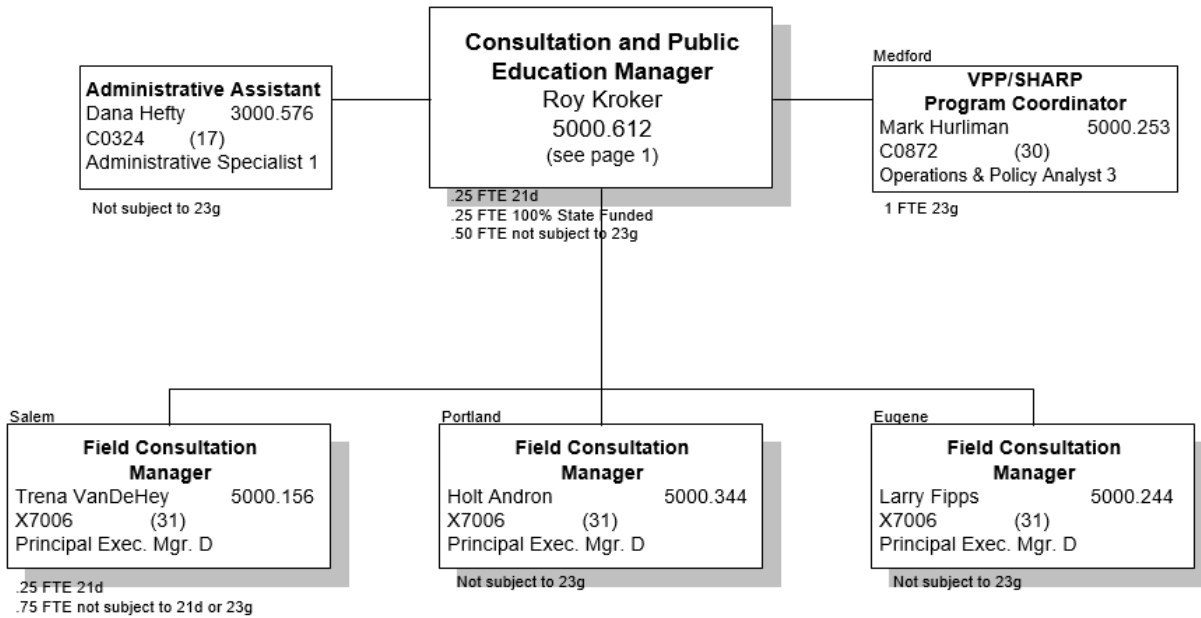 Consultation and Public
Education Manager
Roy Kroker
5000.612
(see page 1)
.25 FTE 21d
.25 FTE 100% State Funded
.50 FTE not subject to 23g
Administrative Assistant
Dana Hefty 3000.576
C0324 (17)
Administrative Specialist 1
Not subject to 23g
Medford
VPP/SHARP
Program Coordinator
Mark Hurliman 5000.253
C0872 (30)
Operations & Policy Analyst 3
1 FTE 23g
Salem
Field Consultation
Manager
Trena VanDeHey 5000.156
X7006 (31)
Principal Exec. Mgr. D
.25 FTE 21d
.75 FTE not subject to 21d or 23g
Portland
Field Consultation
Manager
Holt Andron 5000.344
X7006 (31)
Principal Exec. Mgr. D
Not subject to 23g
Eugene
Field Consultation
Manager
Larry Fipps 5000.244
X7006 (31)
Principal Exec. Mgr. D
Not subject to 23g